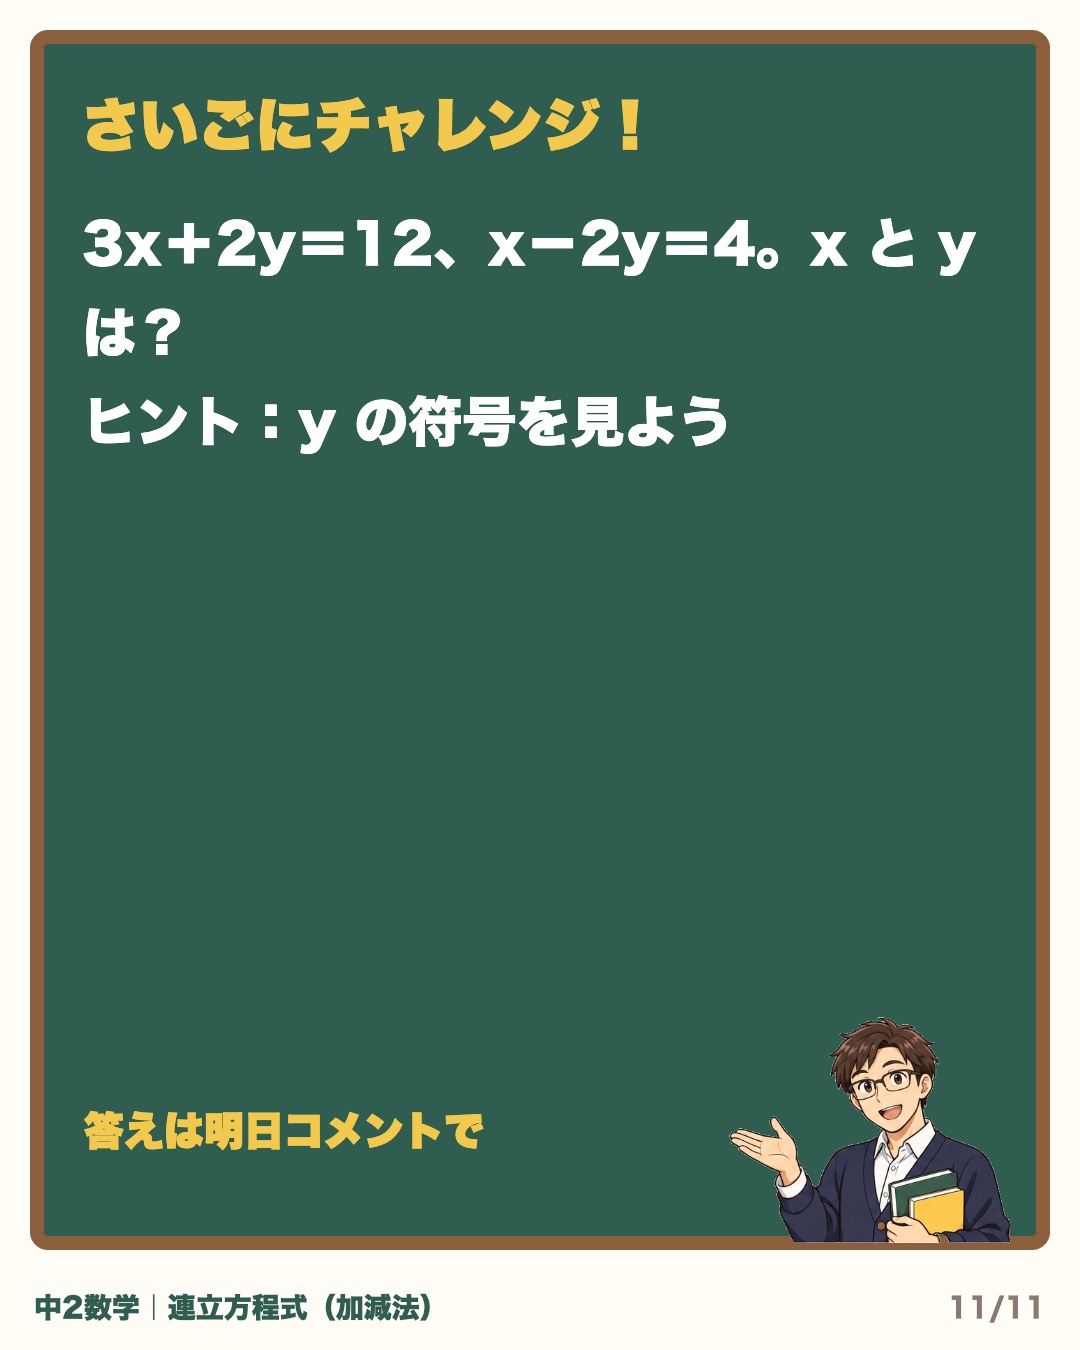 さいごにチャレンジ！
3x＋2y＝12、x－2y＝4。x と y
は？
ヒント：y の符号を見よう
答えは明日コメントで
中2数学｜連立方程式（加減法）
11/11